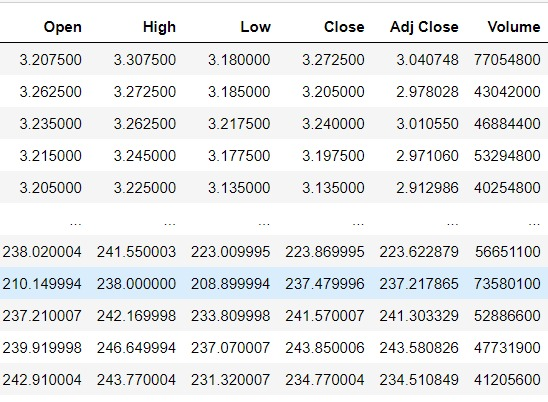 Open High Low Close Adj Close Volume
3.207500 3.307500 3.180000 3.272500 3.040748 77054800
3.262500 3.272500 3.185000 3.205000 2.978028 43042000
3.235000 3.262500 3.217500 3.240000 3.010550 46884400
3.215000 3.245000 3.177500 3.197500 2.971060 53294800
3.205000 3.225000 3.135000 3.135000 2.912986 40254800
... ... ... ... ... ...
238.020004 241.550003 223.009995 223.869995 223.622879 56651100
210.149994 238.000000 208.899994 237.479996 237.217865 73580100
237.210007 242.169998 233.809998 241.570007 241.303329 52886600
239.919998 246.649994 237.070007 243.850006 243.580826 47731900
242.910004 243.770004 231.320007 234.770004 234.510849 41205600